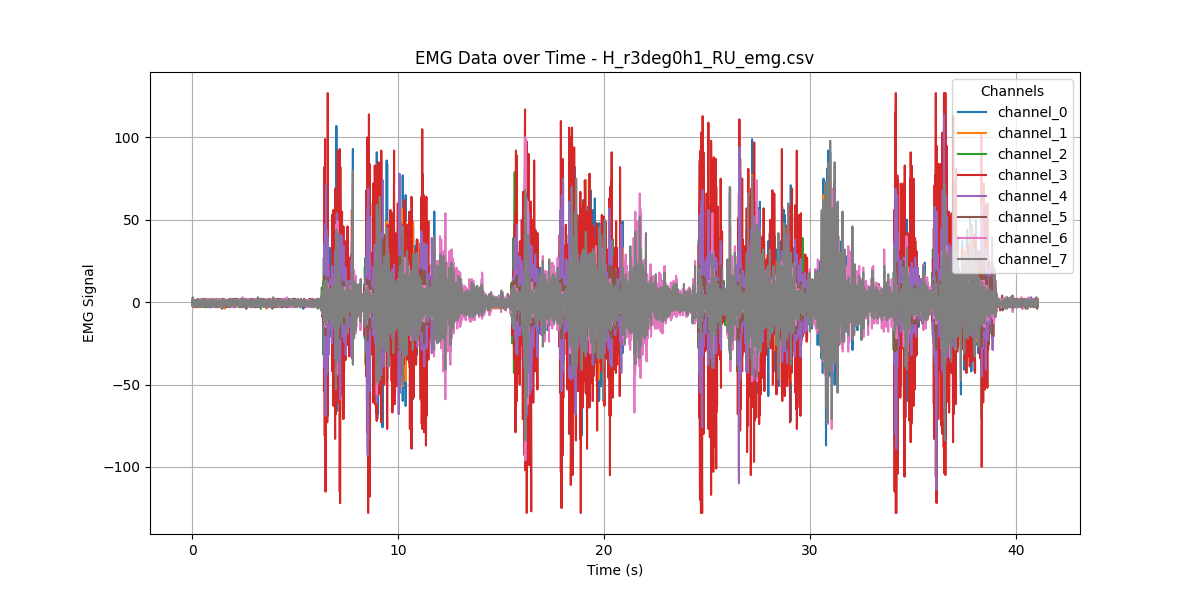 EMG Data over Time - H_r3deg0h1_RU_emg.csv
Channels
channel_0
channel_1
channel_2
channel_3
channel_4
channel_5
channel_6
channel_7
EMG Signal
100
50
0
−50
−100
0 10 20 30 40
Time (s)